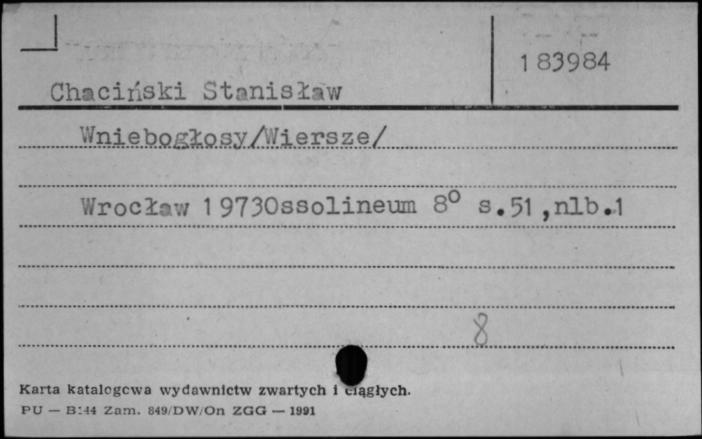 183984
Chaciński Stanisław
Wniebogłosy/Wiersze/
Wrocław 1973Ossolineum 8º s.51,nlb.1
8
Karta katalogowa wydawnictw zwartych i ciągłych.
PU — B:44 Zam. 849/DW/On ZGG — 1991